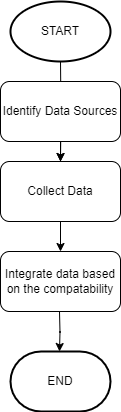 START
Identify Data Sources
Collect Data
Integrate data based
on the compatability
END